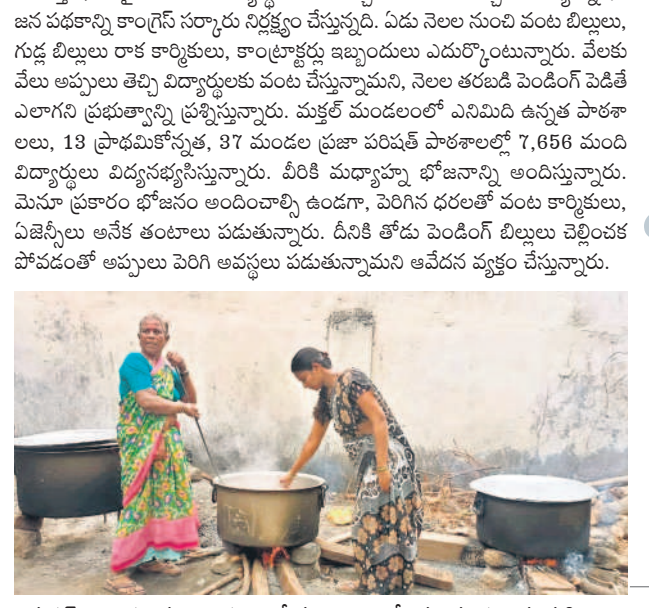 జన పథకాన్ని కాంగ్రెస్ సర్కారు నిర్లక్ష్యం చేస్తున్నది. ఏడు నెలల నుంచి వంట బిల్లులు,
గుడ్ల బిల్లులు రాక కార్మికులు, కాంట్రాక్టర్లు ఇబ్బందులు ఎదుర్కొంటున్నారు. వేలకు
వేలు అప్పులు తెచ్చి విద్యార్థులకు వంట చేస్తున్నామని, నెలల తరబడి పెండింగ్ పెడితే
ఎలాగని ప్రభుత్వాన్ని ప్రశ్నిస్తున్నారు. మక్తల్ మండలంలో ఎనిమిది ఉన్నత పాఠశా
లలు, 13 ప్రాథమికోన్నత, 37 మండల ప్రజా పరిషత్ పాఠశాలల్లో 7,656 మంది
విద్యార్థులు విద్యనభ్యసిస్తున్నారు. వీరికి మధ్యాహ్న భోజనాన్ని అందిస్తున్నారు.
మెనూ ప్రకారం భోజనం అందించాల్సి ఉండగా, పెరిగిన ధరలతో వంట కార్మికులు,
ఏజెన్సీలు అనేక తంటాలు పడుతున్నారు. దీనికి తోడు పెండింగ్ బిల్లులు చెల్లించక
పోవడంతో అప్పులు పెరిగి అవస్థలు పడుతున్నామని ఆవేదన వ్యక్తం చేస్తున్నారు.